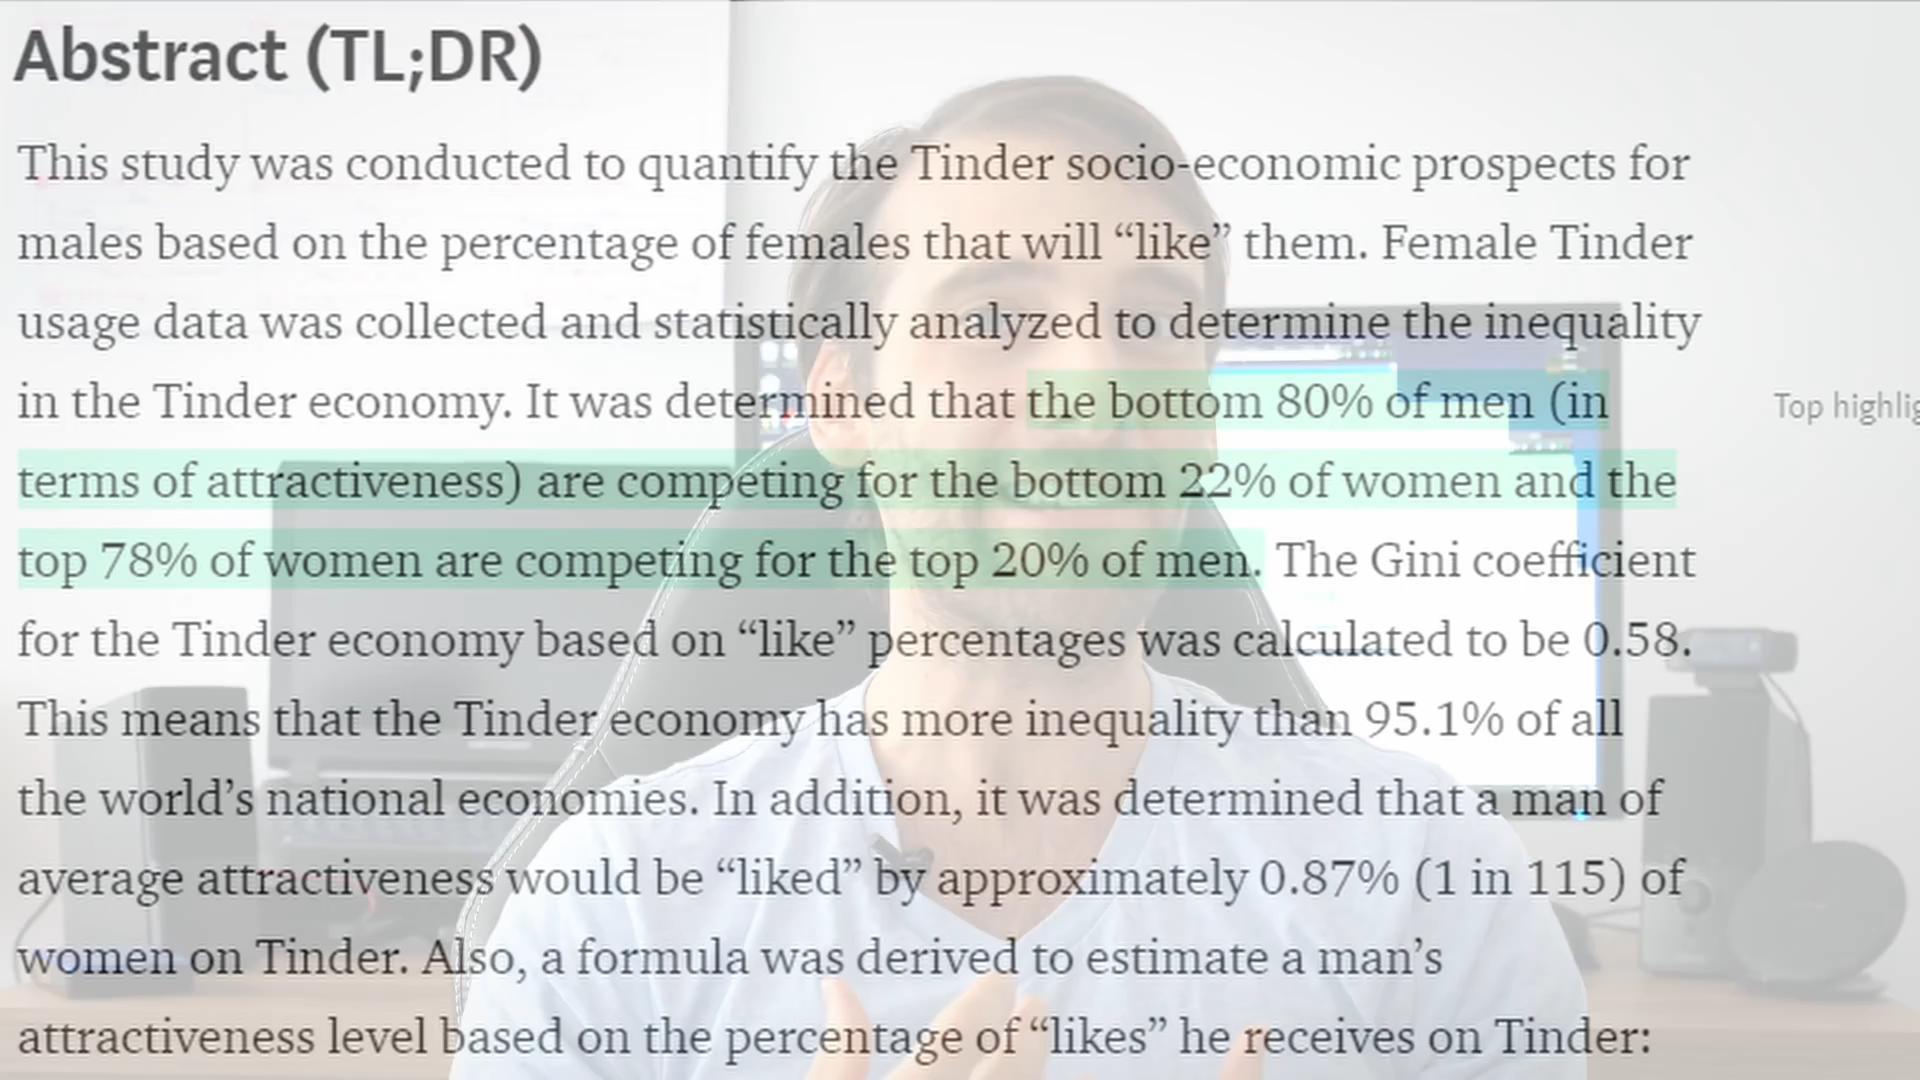 Abstract (TL;DR)
This study was conducted to quantify the Tinder socio-economic prospects for
males based on the percentage of females that will “like” them. Female Tinder
usage data was collected and statistically analyzed to determine the inequality
in the Tinder economy. It was determined that the bottom 80% of men (in
Top highlig
terms of attractiveness) are competing for the bottom 22% of women and the
top 78% of women are competing for the top 20% of men. The Gini coefficient
for the Tinder economy based on “like” percentages was calculated to be 0.58.
This means that the Tinder economy has more inequality than 95.1% of all
the world’s national economies. In addition, it was determined that a man of
average attractiveness would be “liked” by approximately 0.87% (1 in 115) of
women on Tinder. Also, a formula was derived to estimate a man’s
attractiveness level based on the percentage of “likes” he receives on Tinder: